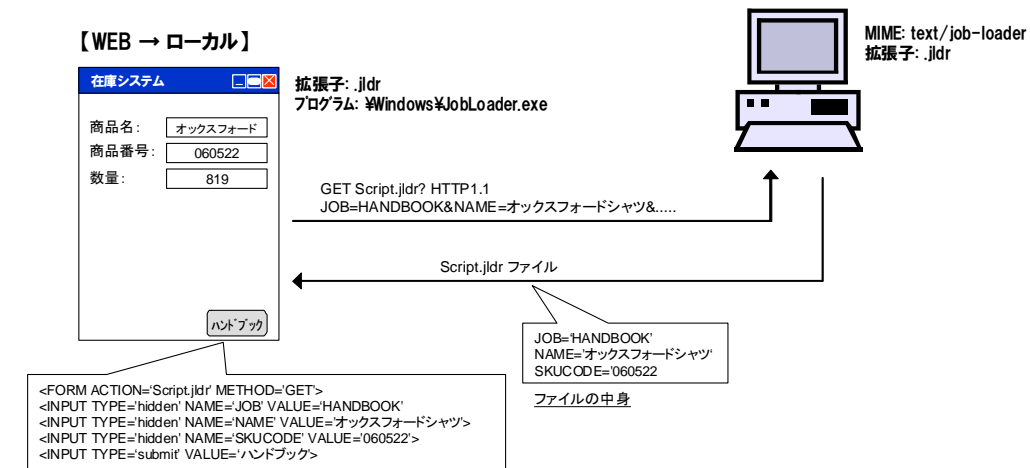 【WEB → ローカル】
在庫システム
商品名: オックスフォード
商品番号: 060522
数量: 819
ハンドブック
拡張子: .jldr
プログラム: ¥Windows¥JobLoader.exe
MIME: text/job-loader
拡張子: .jldr
GET Script.jldr? HTTP1.1
JOB=HANDBOOK&NAME=オックスフォードシャツ&.....
Script.jldr ファイル
JOB='HANDBOOK'
NAME='オックスフォードシャツ'
SKUCODE='060522
ファイルの中身
<FORM ACTION='Script.jldr' METHOD='GET'>
<INPUT TYPE='hidden' NAME='JOB' VALUE='HANDBOOK'
<INPUT TYPE='hidden' NAME='NAME' VALUE='オックスフォードシャツ'>
<INPUT TYPE='hidden' NAME='SKUCODE' VALUE='060522'>
<INPUT TYPE='submit' VALUE='ハンドブック'>